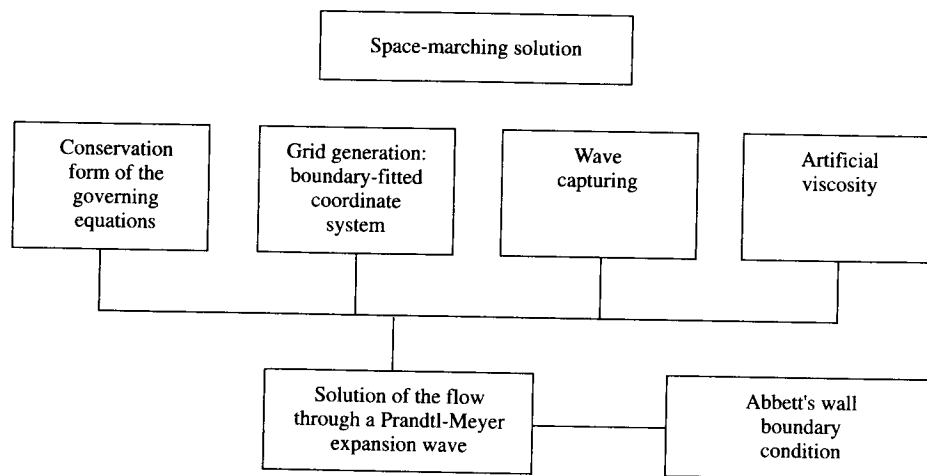 Space-marching solution
Conservation
form of the
governing
equations
Grid generation:
boundary-fitted
coordinate
system
Wave
capturing
Artificial
viscosity
Solution of the flow
through a Prandtl-Meyer
expansion wave
Abbett's wall
boundary
condition